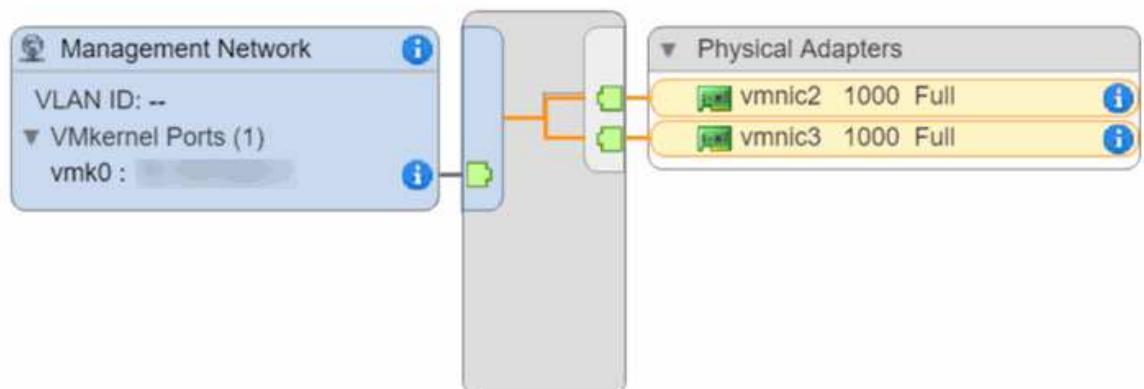 Management Network
VLAN ID: --
VMkernel Ports (1)
vmk0 :
Physical Adapters
vmnic2 1000 Full
vmnic3 1000 Full